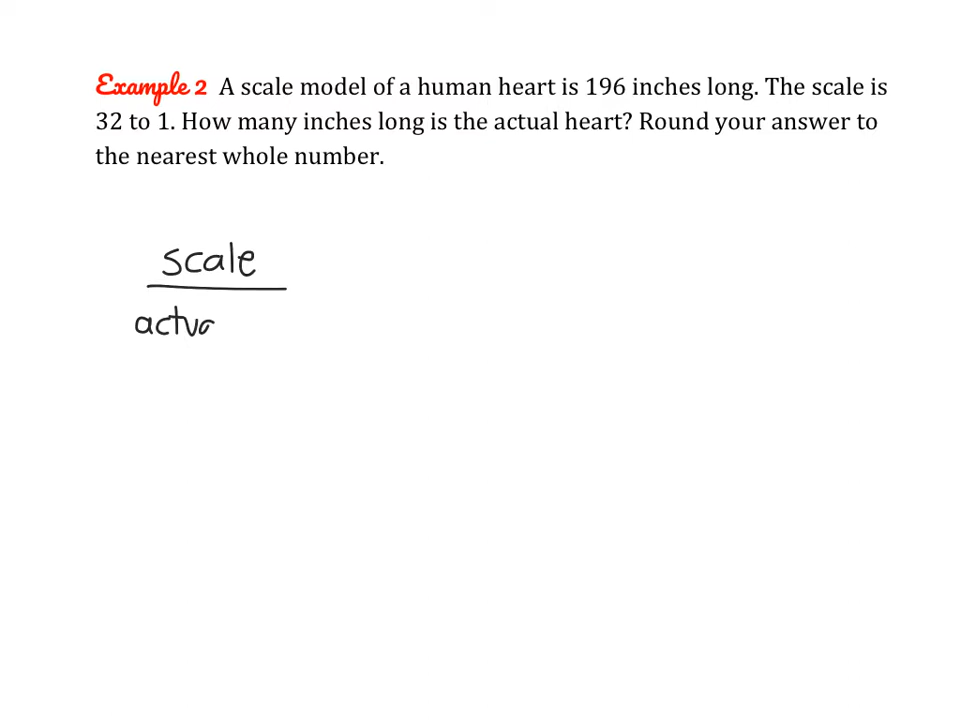 Example 2 A scale model of a human heart is 196 inches long. The scale is
32 to 1. How many inches long is the actual heart? Round your answer to
the nearest whole number.
scale
actua